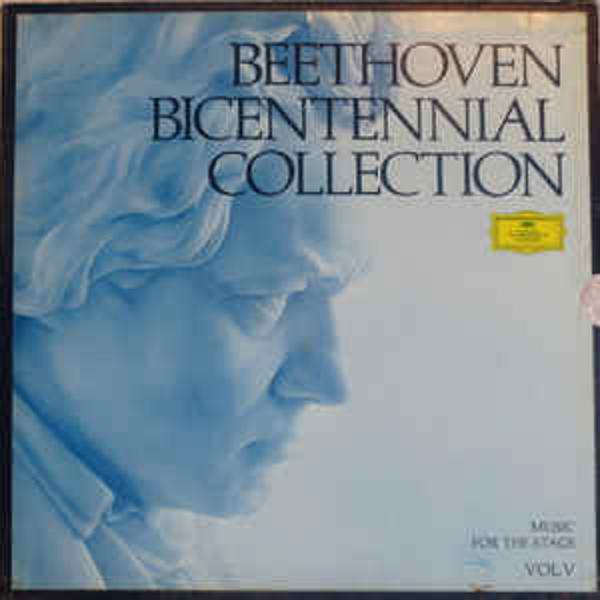 BEETHOVEN
BICENTENNIAL
COLLECTION
MUSIC
FOR THE STAGE
VOL V